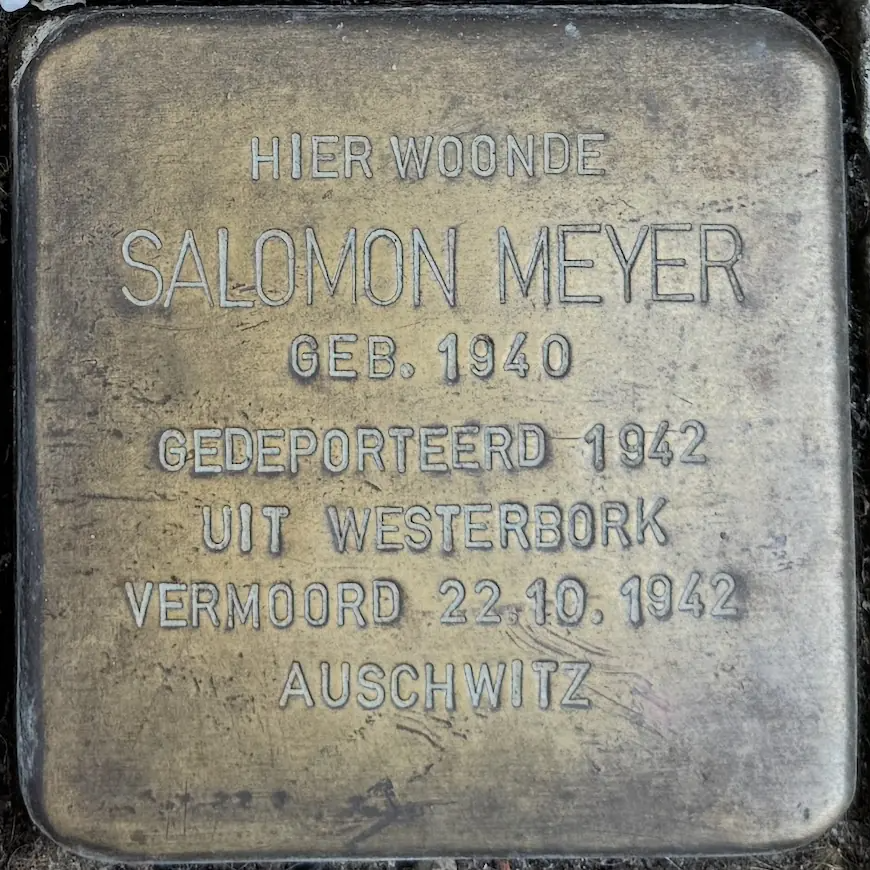 HIER WOONDE
SALOMON MEYER
GEB. 1940
GEDEPORTEERD 1942
UIT WESTERBORK
VERMOORD 22.10.1942
AUSCHWITZ